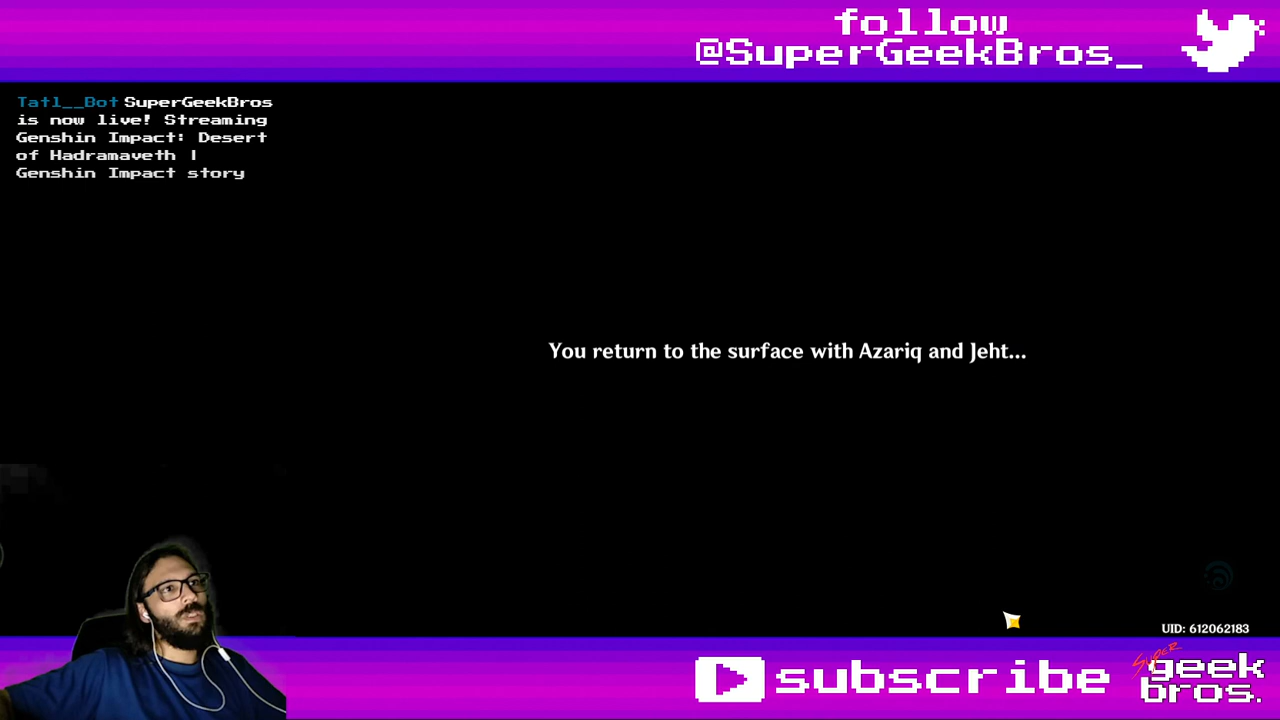 follow
@SuperGeekBros_
Tatl__Bot SuperGeekBros
is now live! Streaming
Genshin Impact: Desert
of Hadramaveth |
Genshin Impact story
You return to the surface with Azariq and Jeht...
UID: 612062183
subscribe
SUPER
geek
bros.